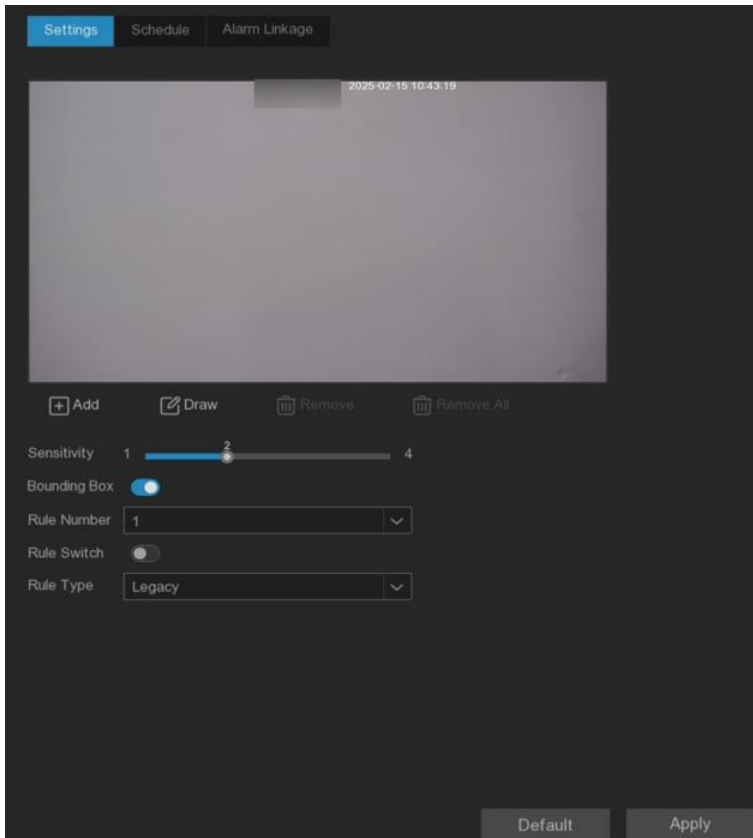 Settings Schedule Alarm Linkage
2025-02-15 10:43:19
Add Draw Remove Remove All
Sensitivity 1 2 4
Bounding Box
Rule Number 1
Rule Switch
Rule Type Legacy
Default Apply